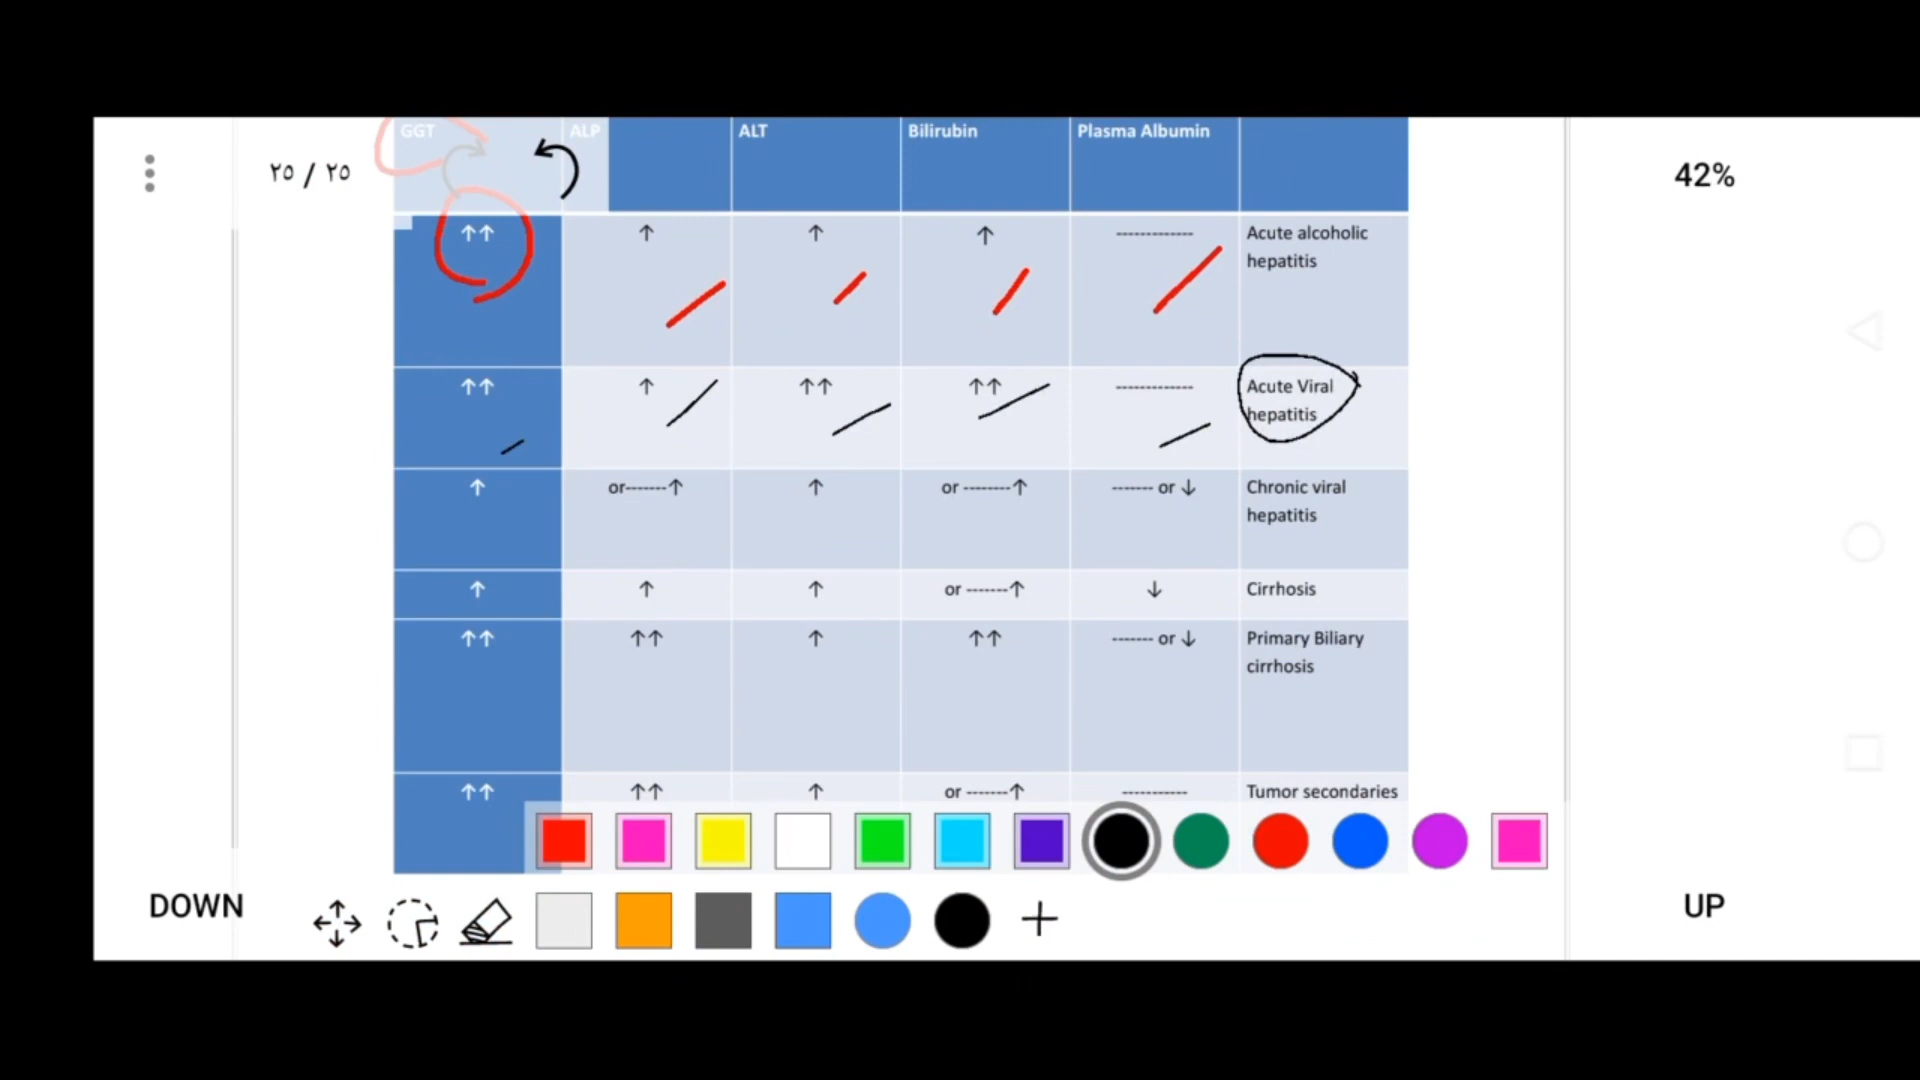 GGT ALP ALT Bilirubin Plasma Albumin
٢٥ / ٢٥
42%
↑↑ ↑ ↑ ↑ ------------ Acute alcoholic
hepatitis
↑↑ ↑ ↑↑ ↑↑ ------------ Acute Viral
hepatitis
↑ or-------↑ ↑ or --------↑ ------- or ↓ Chronic viral
hepatitis
↑ ↑ ↑ or -------↑ ↓ Cirrhosis
↑↑ ↑↑ ↑ ↑↑ ------- or ↓ Primary Biliary
cirrhosis
↑↑ ↑↑ ↑ or -------↑ ----------- Tumor secondaries
DOWN
UP